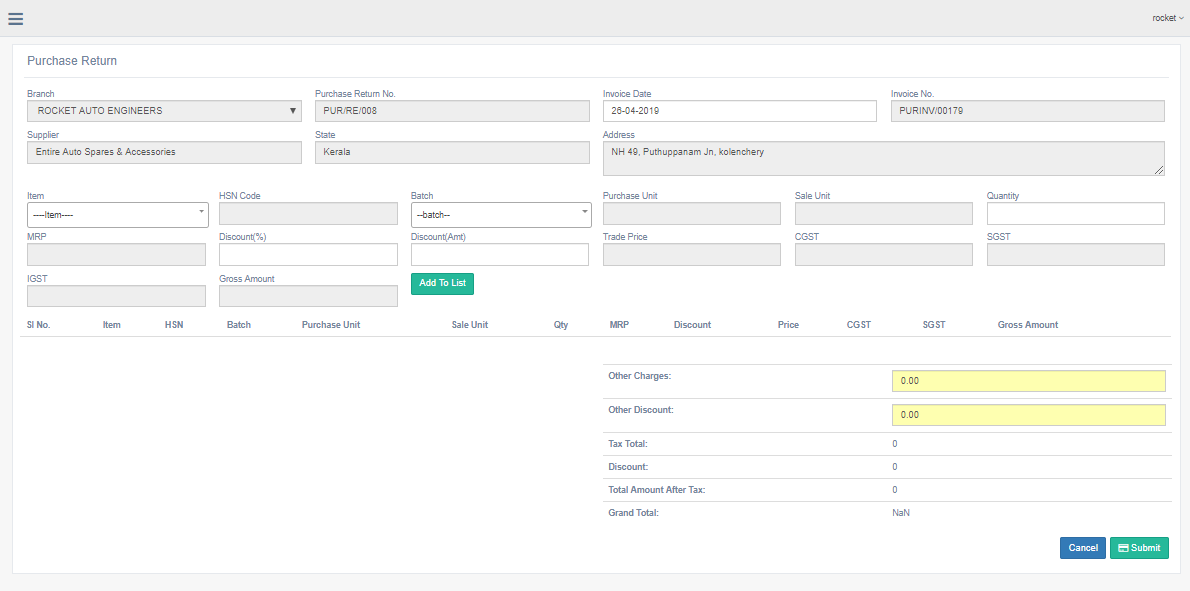 rocket
Purchase Return
Branch Purchase Return No. Invoice Date Invoice No.
ROCKET AUTO ENGINEERS PUR/RE/008 26-04-2019 PURINV/00179
Supplier State Address
Entire Auto Spares & Accessories Kerala NH 49, Puthuppanam Jn, kolenchery
Item HSN Code Batch Purchase Unit Sale Unit Quantity
----Item---- --batch--
MRP Discount(%) Discount(Amt) Trade Price CGST SGST
IGST Gross Amount
Add To List
Sl No. Item HSN Batch Purchase Unit Sale Unit Qty MRP Discount Price CGST SGST Gross Amount
Other Charges: 0.00
Other Discount: 0.00
Tax Total: 0
Discount: 0
Total Amount After Tax: 0
Grand Total: NaN
Cancel Submit